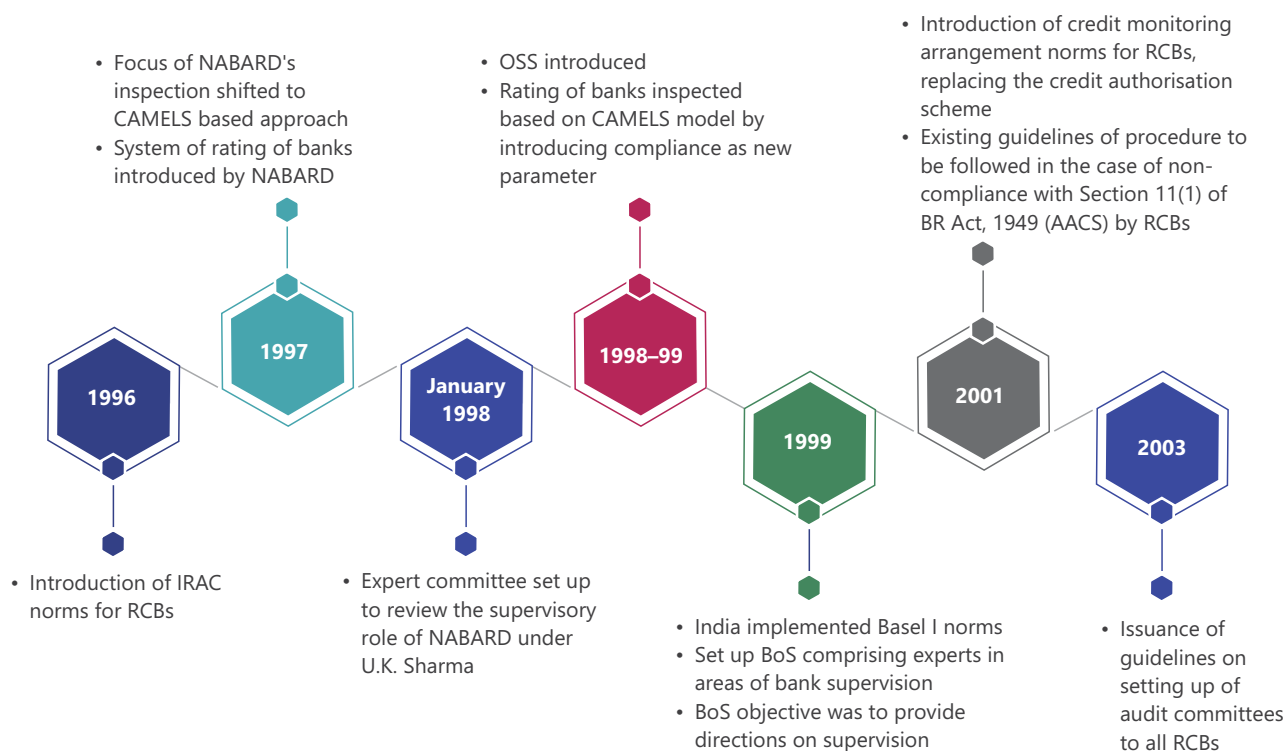 • Focus of NABARD's
inspection shifted to
CAMELS based approach
• System of rating of banks
introduced by NABARD
• OSS introduced
• Rating of banks inspected
based on CAMELS model by
introducing compliance as new
parameter
• Introduction of credit monitoring
arrangement norms for RCBs,
replacing the credit authorisation
scheme
• Existing guidelines of procedure to
be followed in the case of non-
compliance with Section 11(1) of
BR Act, 1949 (AACS) by RCBs
1996
1997
January
1998
1998–99
1999
2001
2003
• Introduction of IRAC
norms for RCBs
• Expert committee set up
to review the supervisory
role of NABARD under
U.K. Sharma
• India implemented Basel I norms
• Set up BoS comprising experts in
areas of bank supervision
• BoS objective was to provide
directions on supervision
• Issuance of
guidelines on
setting up of
audit committees
to all RCBs